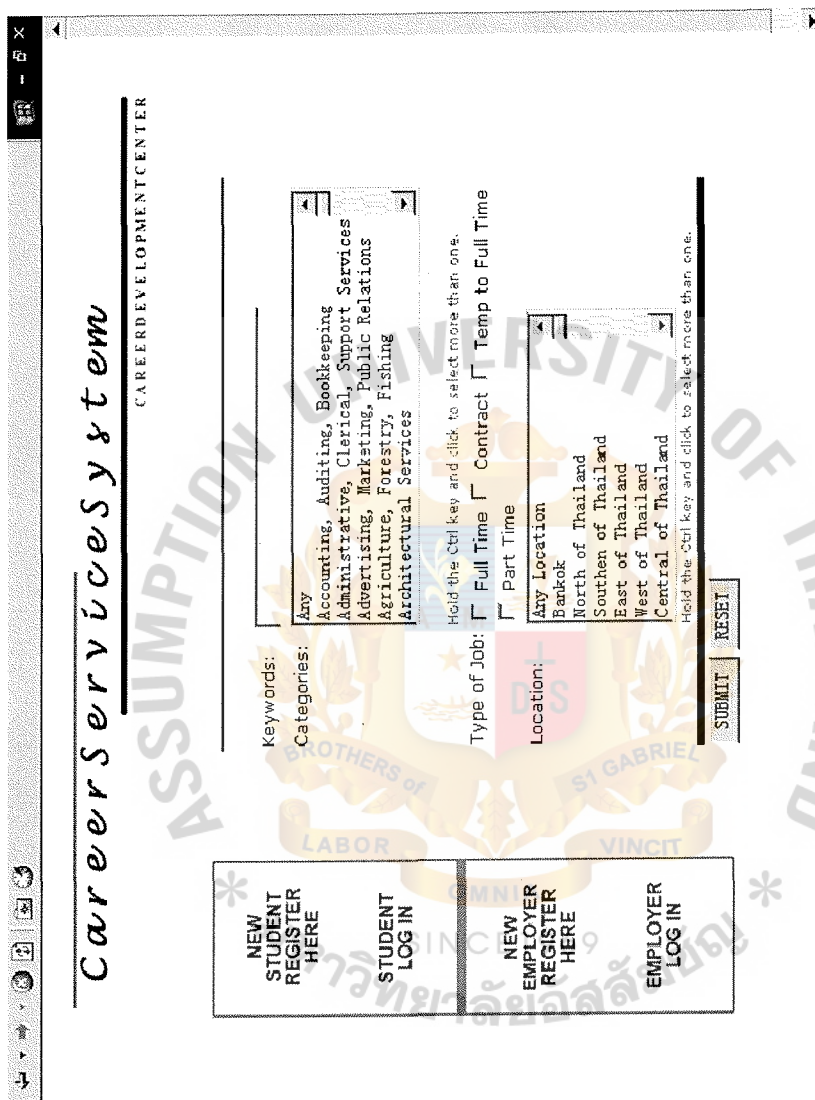 CareerServiceSystem
CAREERDEVELOPMENTCENTER
NEW
STUDENT
REGISTER
HERE
STUDENT
LOG IN
NEW
EMPLOYER
REGISTER
HERE
EMPLOYER
LOG IN
Keywords:
Categories:
Any
Accounting, Auditing, Bookkeeping
Administrative, Clerical, Support Services
Advertising, Marketing, Public Relations
Agriculture, Forestry, Fishing
Architectural Services
Hold the Ctrl key and click to select more than one.
Type of Job: Full Time Contract Temp to Full Time
Part Time
Location:
Any Location
Bankok
North of Thailand
Southen of Thailand
East of Thailand
West of Thailand
Central of Thailand
Hold the Ctrl key and click to select more than one.
SUBMIT RESET
ASSUMPTION UNIVERSITY OF
DS
BROTHERS of
ST GABRIEL
LABOR
VINCIT
OMNIA